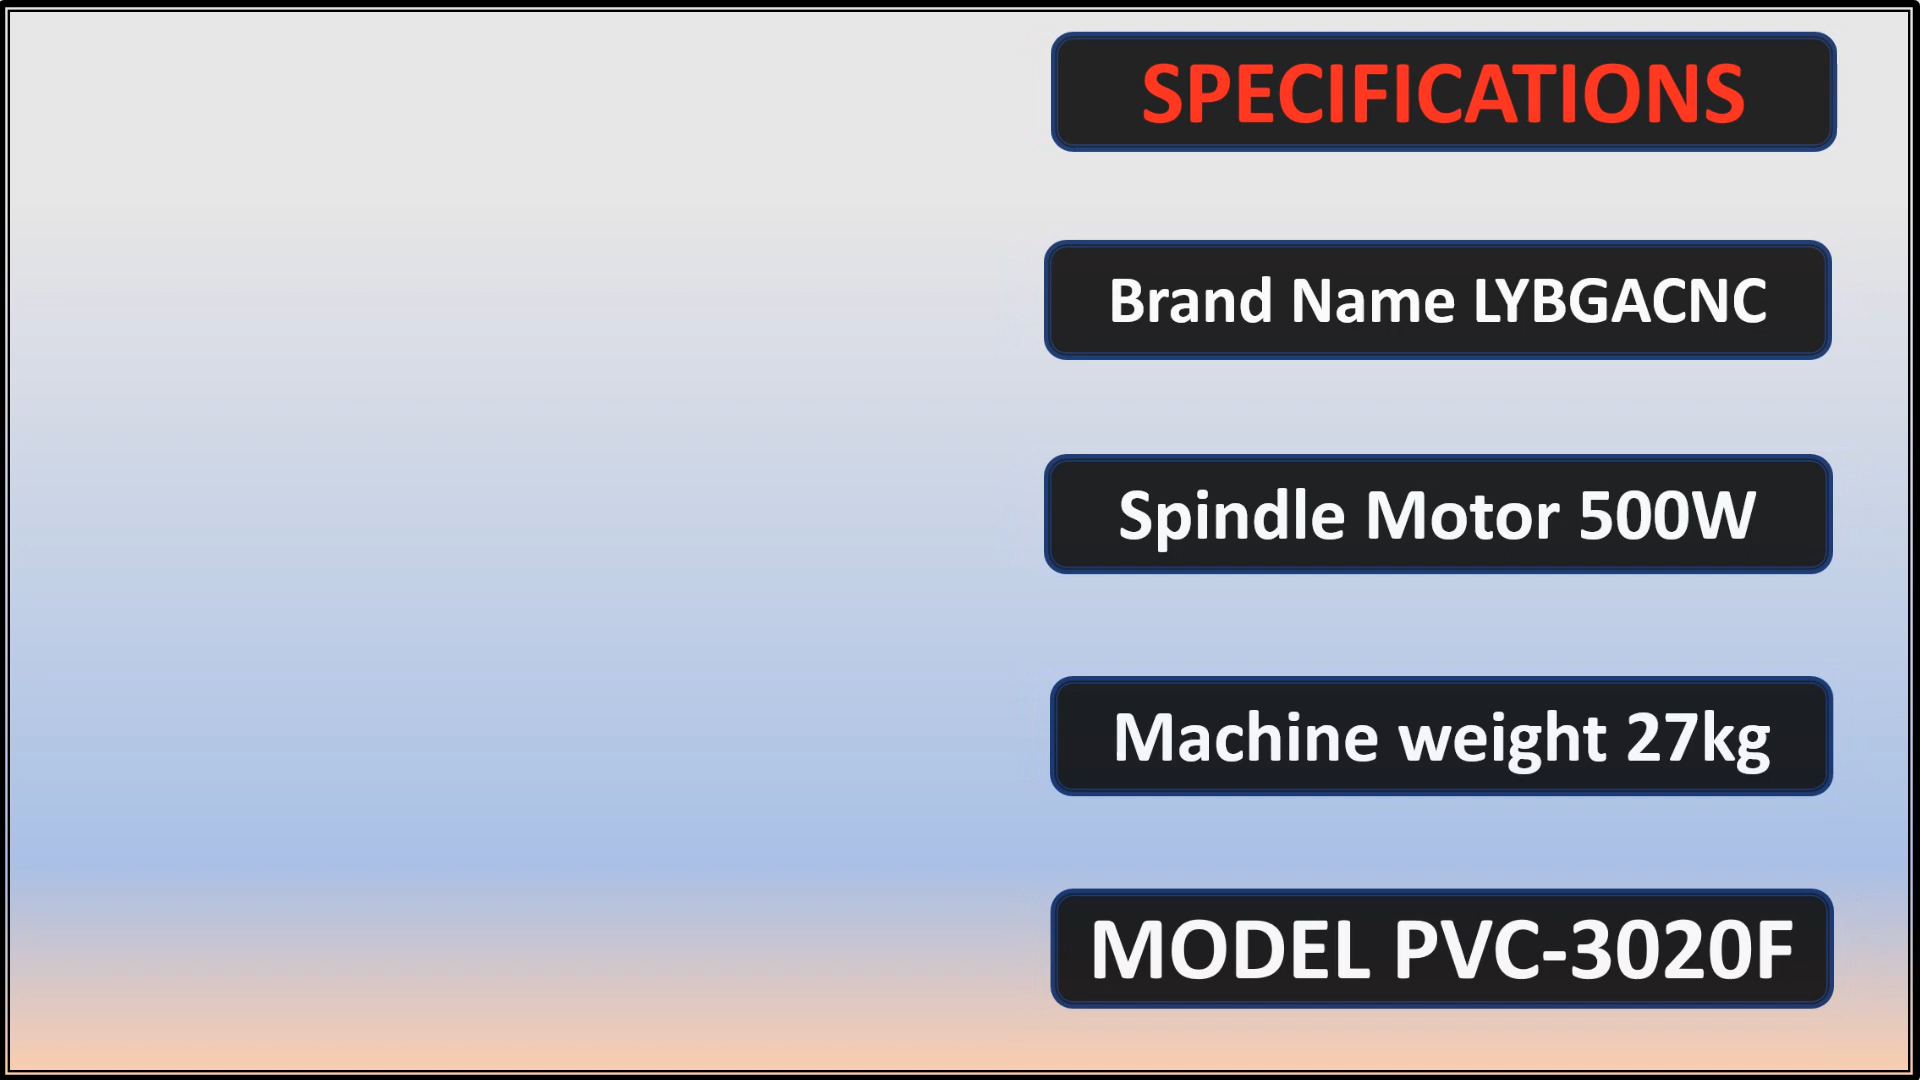 SPECIFICATIONS
Brand Name LYBGACNC
Spindle Motor 500W
Machine weight 27kg
MODEL PVC-3020F